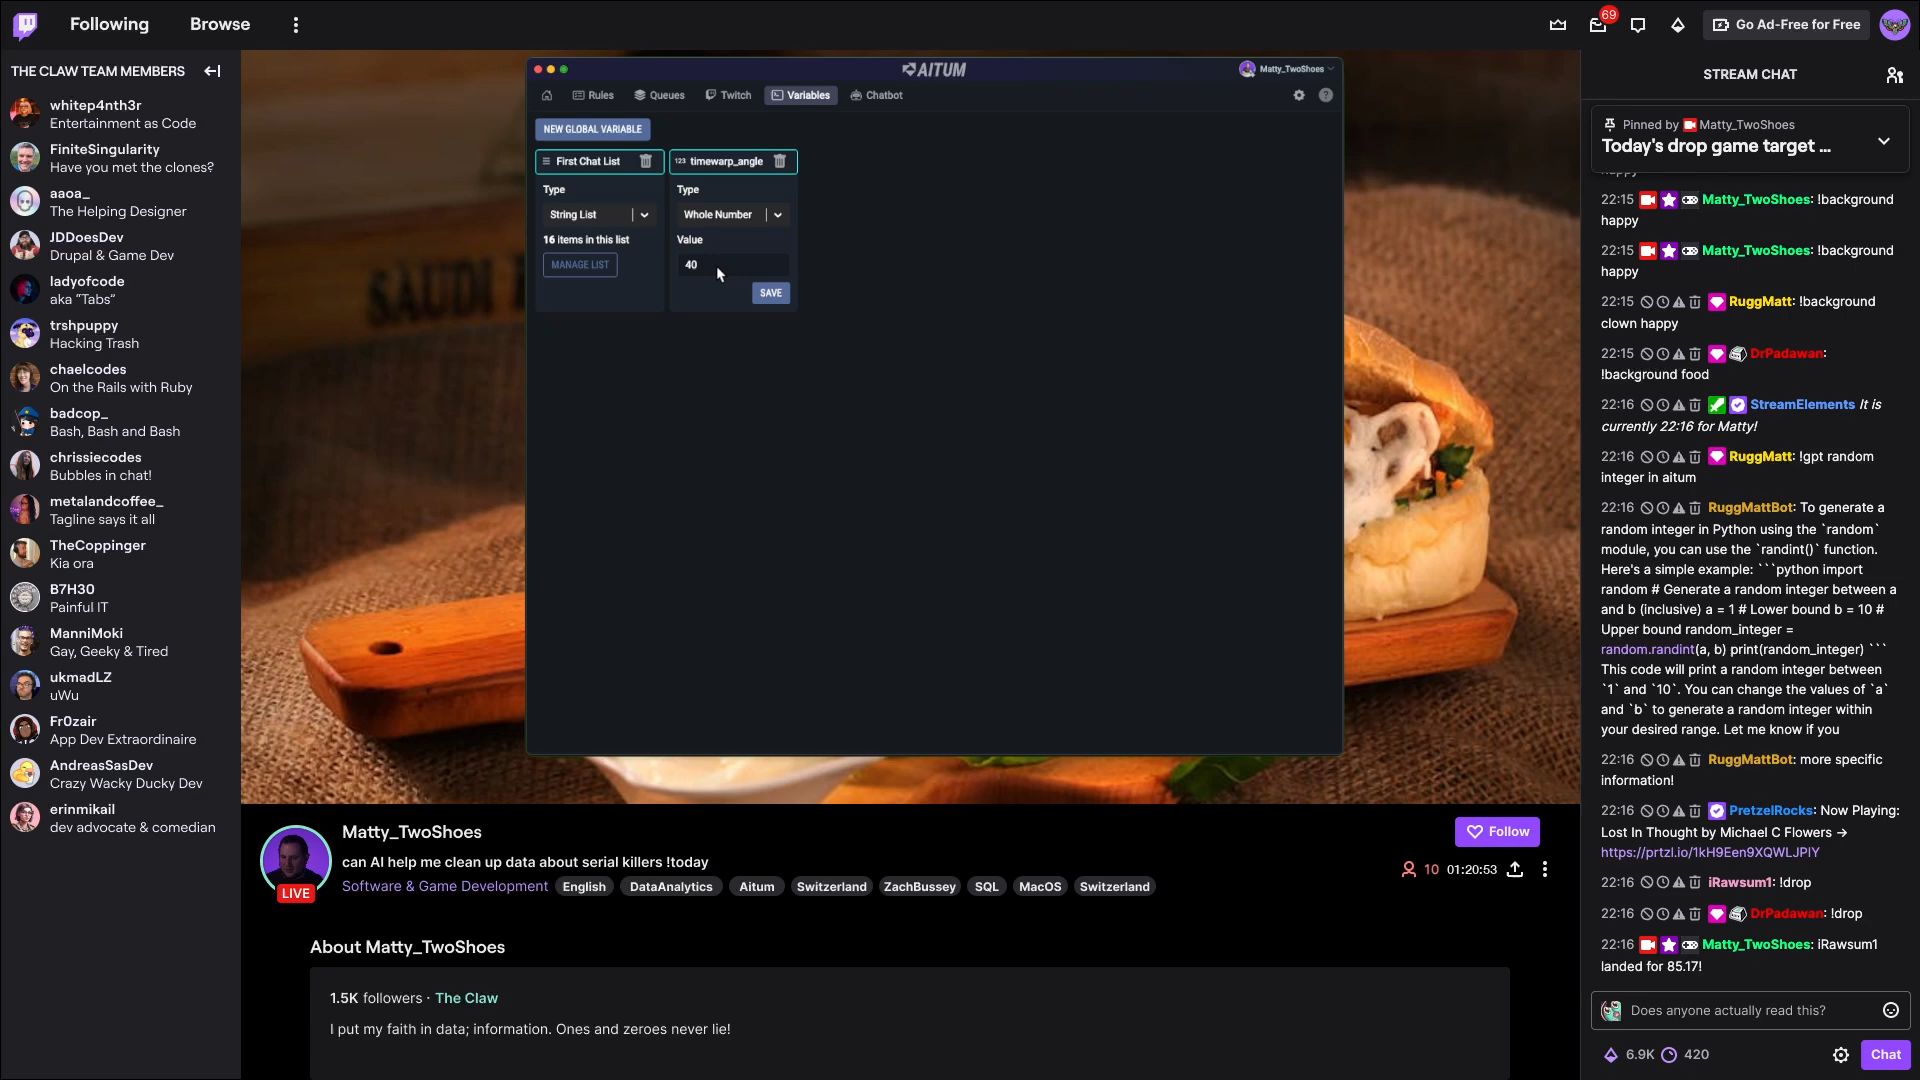 Following
Browse
69
Go Ad-Free for Free
THE CLAW TEAM MEMBERS
whitep4nth3r
Entertainment as Code
FiniteSingularity
Have you met the clones?
aaoa_
The Helping Designer
JDDoesDev
Drupal & Game Dev
ladyofcode
aka “Tabs”
trshpuppy
Hacking Trash
chaelcodes
On the Rails with Ruby
badcop_
Bash, Bash and Bash
chrissiecodes
Bubbles in chat!
metalandcoffee_
Tagline says it all
TheCoppinger
Kia ora
B7H30
Painful IT
ManniMoki
Gay, Geeky & Tired
ukmadLZ
uWu
Fr0zair
App Dev Extraordinaire
AndreasSasDev
Crazy Wacky Ducky Dev
erinmikail
dev advocate & comedian
AITUM
Matty_TwoShoes
Rules
Queues
Twitch
Variables
Chatbot
?
NEW GLOBAL VARIABLE
First Chat List
123 timewarp_angle
Type
Type
String List
Whole Number
16 items in this list
Value
MANAGE LIST
40
SAVE
SAUDI
Matty_TwoShoes
can AI help me clean up data about serial killers !today
Software & Game Development
English
DataAnalytics
Aitum
Switzerland
ZachBussey
SQL
MacOS
Switzerland
LIVE
Follow
10
01:20:53
About Matty_TwoShoes
1.5K followers · The Claw
I put my faith in data; information. Ones and zeroes never lie!
STREAM CHAT
Pinned by Matty_TwoShoes
Today's drop game target ...
happy
22:15 Matty_TwoShoes: !background
happy
22:15 Matty_TwoShoes: !background
happy
22:15 RuggMatt: !background
clown happy
22:15 DrPadawan:
!background food
22:16 StreamElements It is
currently 22:16 for Matty!
22:16 RuggMatt: !gpt random
integer in aitum
22:16 RuggMattBot: To generate a
random integer in Python using the `random`
module, you can use the `randint()` function.
Here's a simple example: ```python import
random # Generate a random integer between a
and b (inclusive) a = 1 # Lower bound b = 10 #
Upper bound random_integer =
random.randint(a, b) print(random_integer) ```
This code will print a random integer between
`1` and `10`. You can change the values of `a`
and `b` to generate a random integer within
your desired range. Let me know if you
22:16 RuggMattBot: more specific
information!
22:16 PretzelRocks: Now Playing:
Lost In Thought by Michael C Flowers →
https://prtzl.io/1kH9Een9XQWLJPlY
22:16 iRawsum1: !drop
22:16 DrPadawan: !drop
22:16 Matty_TwoShoes: iRawsum1
landed for 85.17!
Does anyone actually read this?
6.9K
420
Chat